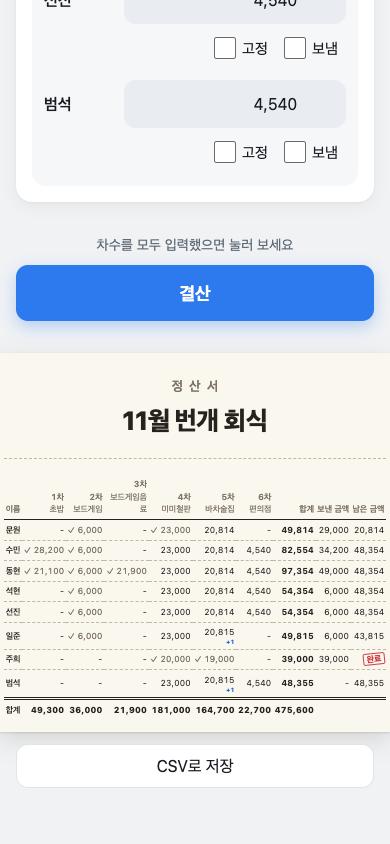 선진 4,540
고정 보냄
범석 4,540
고정 보냄
차수를 모두 입력했으면 눌러 보세요
결산
정산서
11월 번개 회식
이름 1차 초밥 2차 보드게임 3차 보드게임음료 4차 미미철판 5차 바차술집 6차 편의점 합계 보낸 금액 남은 금액
문원 - ✓ 6,000 - ✓ 23,000 20,814 - 49,814 29,000 20,814
수민 ✓ 28,200 ✓ 6,000 - 23,000 20,814 4,540 82,554 34,200 48,354
동현 ✓ 21,100 ✓ 6,000 ✓ 21,900 23,000 20,814 4,540 97,354 49,000 48,354
석현 - ✓ 6,000 - 23,000 20,814 4,540 54,354 6,000 48,354
선진 - ✓ 6,000 - 23,000 20,814 4,540 54,354 6,000 48,354
일준 - ✓ 6,000 - 23,000 20,815 +1 - 49,815 6,000 43,815
주희 - - - ✓ 20,000 ✓ 19,000 - 39,000 39,000 완료
범석 - - - 23,000 20,815 +1 4,540 48,355 - 48,355
합계 49,300 36,000 21,900 181,000 164,700 22,700 475,600
CSV로 저장